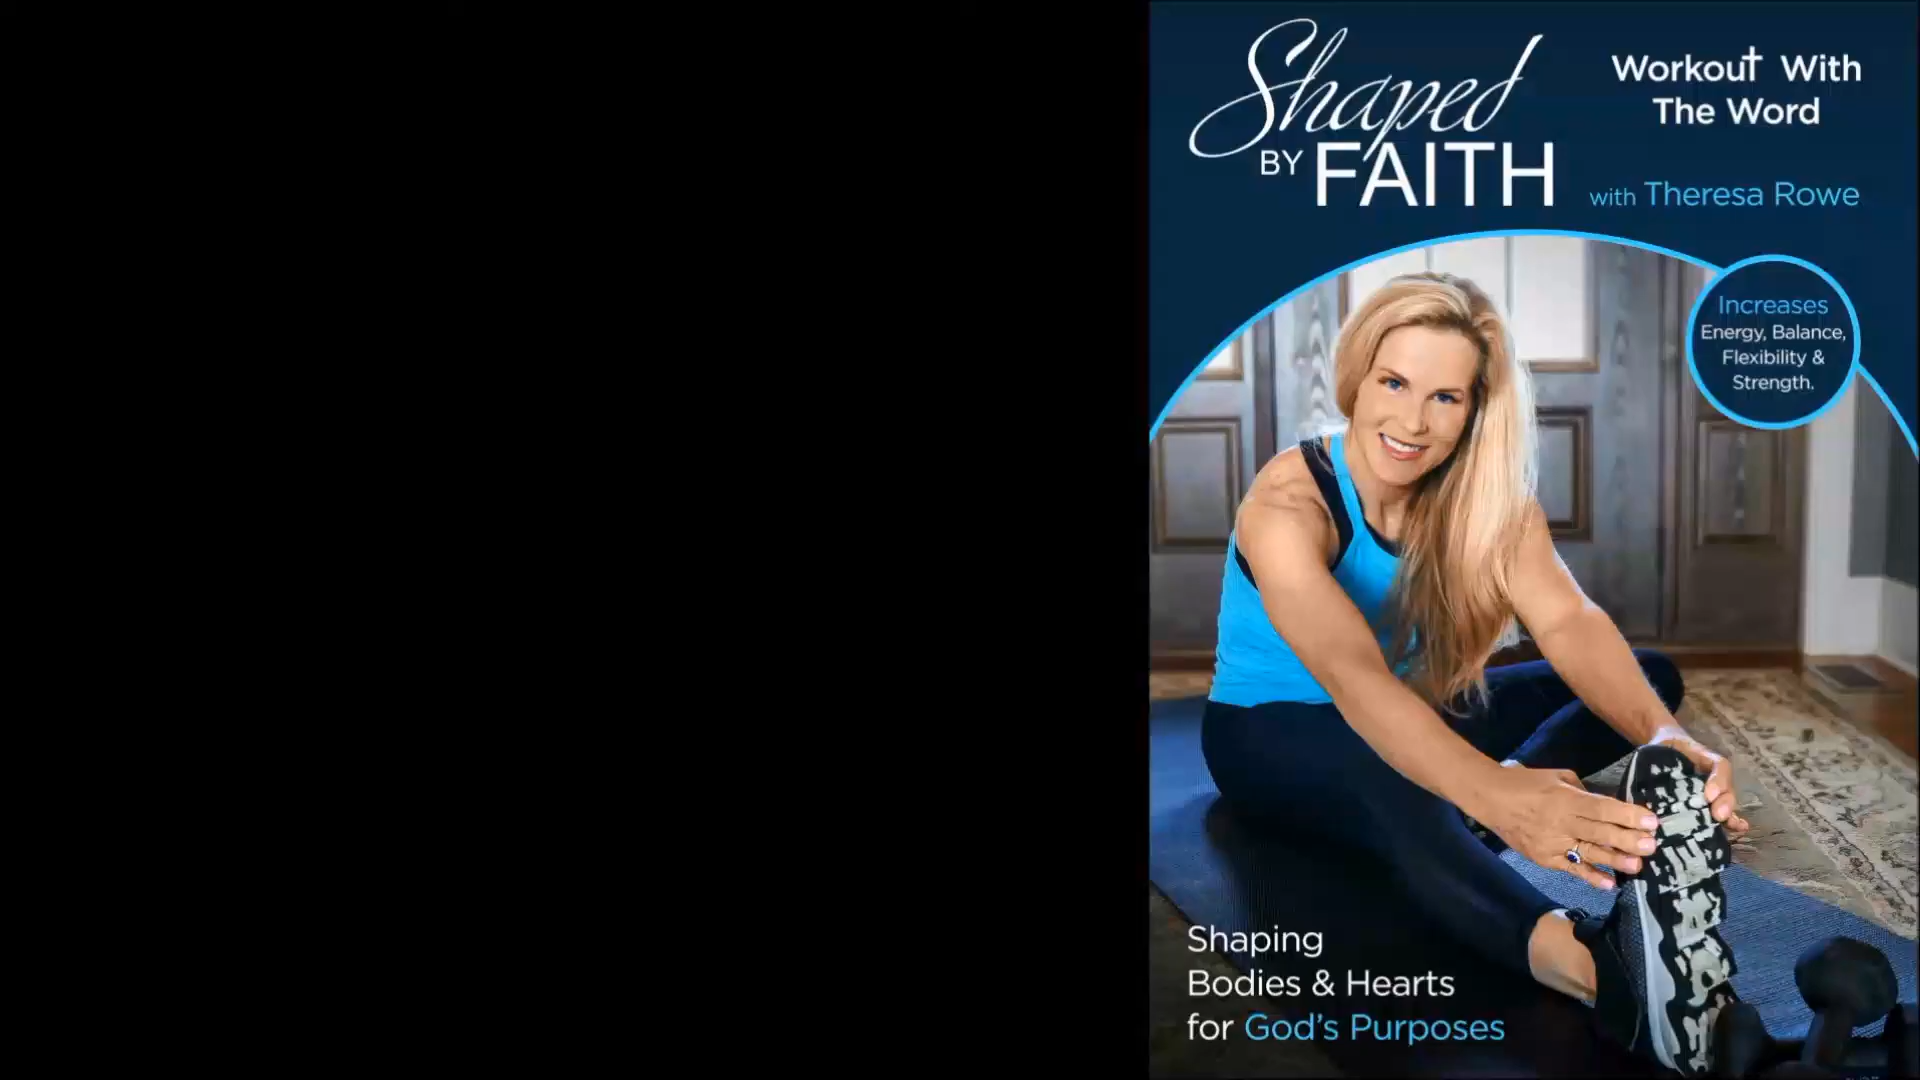 Shaped
BY FAITH
Workout With
The Word
with Theresa Rowe
Increases
Energy, Balance,
Flexibility &
Strength.
Shaping
Bodies & Hearts
for God's Purposes